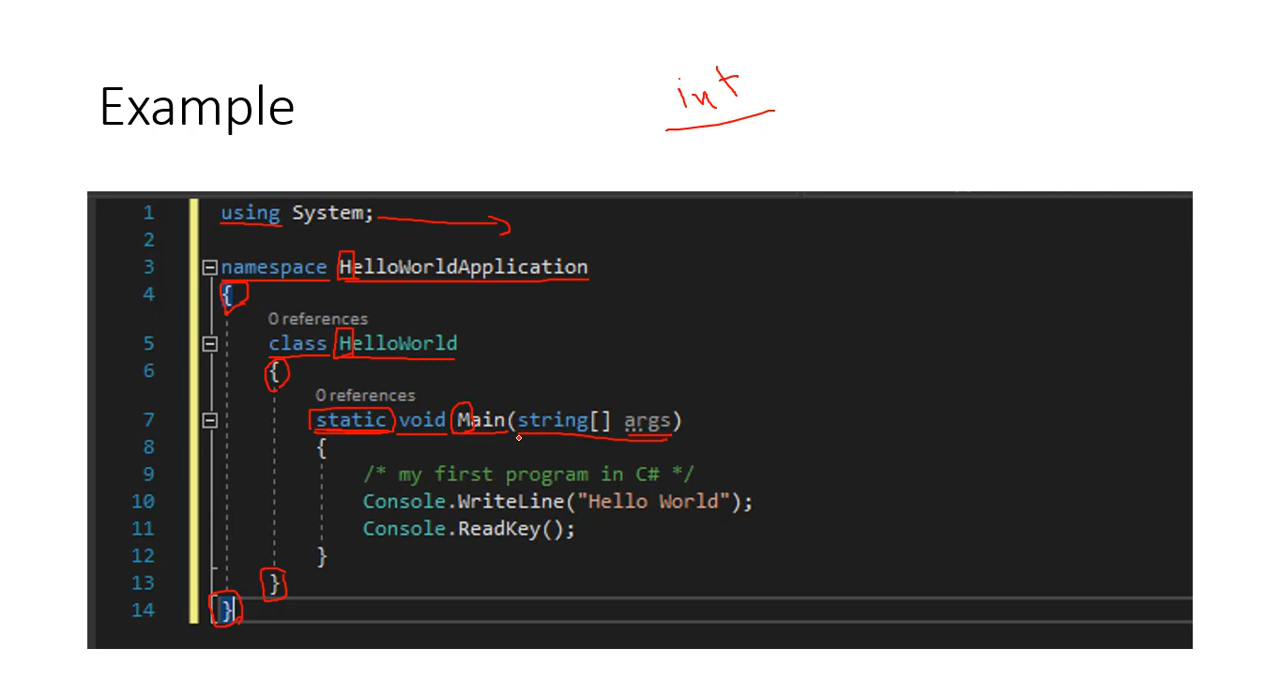 Example
int
1 using System;
2
3 namespace HelloWorldApplication
4 {
0 references
5 class HelloWorld
6 {
0 references
7 static void Main(string[] args)
8 {
9 /* my first program in C# */
10 Console.WriteLine("Hello World");
11 Console.ReadKey();
12 }
13 }
14 }